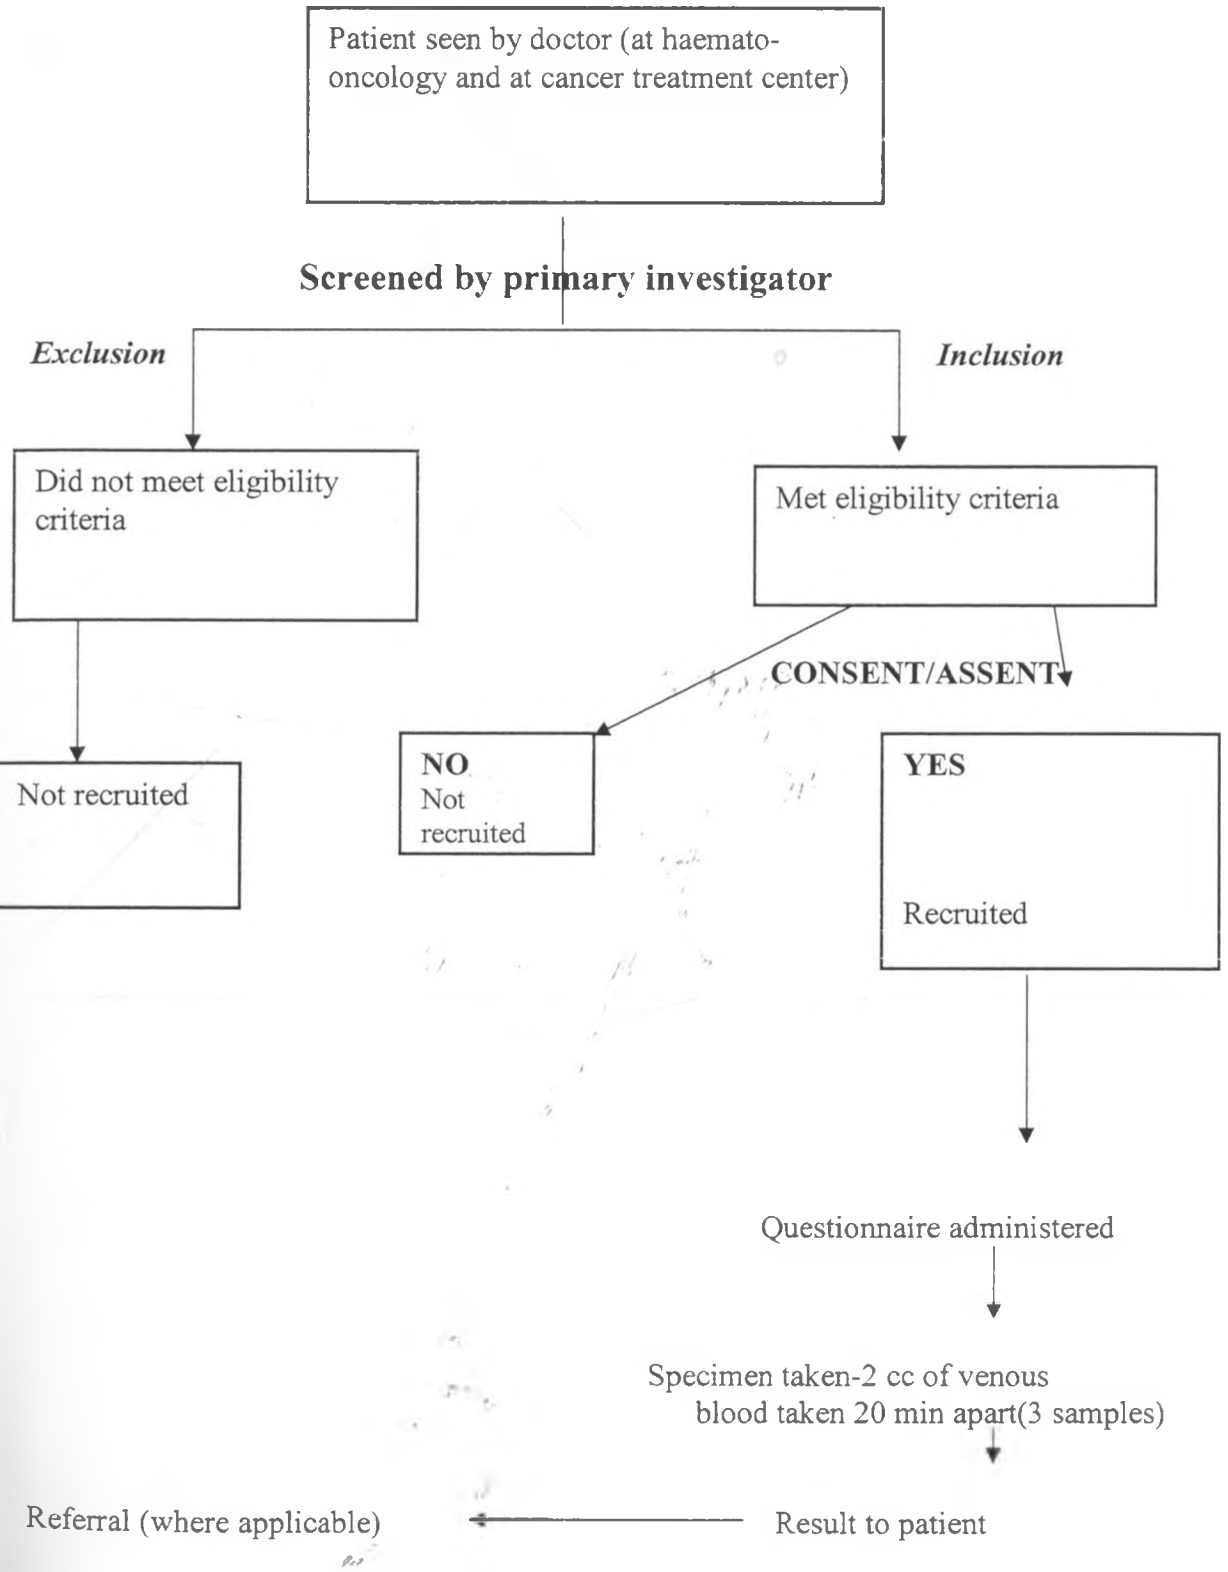 Patient seen by doctor (at haemato-
oncology and at cancer treatment center)
Screened by primary investigator
Exclusion
Inclusion
Did not meet eligibility
criteria
Met eligibility criteria
CONSENT/ASSENT
Not recruited
NO
Not
recruited
YES
Recruited
Questionnaire administered
Specimen taken-2 cc of venous
blood taken 20 min apart(3 samples)
Result to patient
Referral (where applicable)